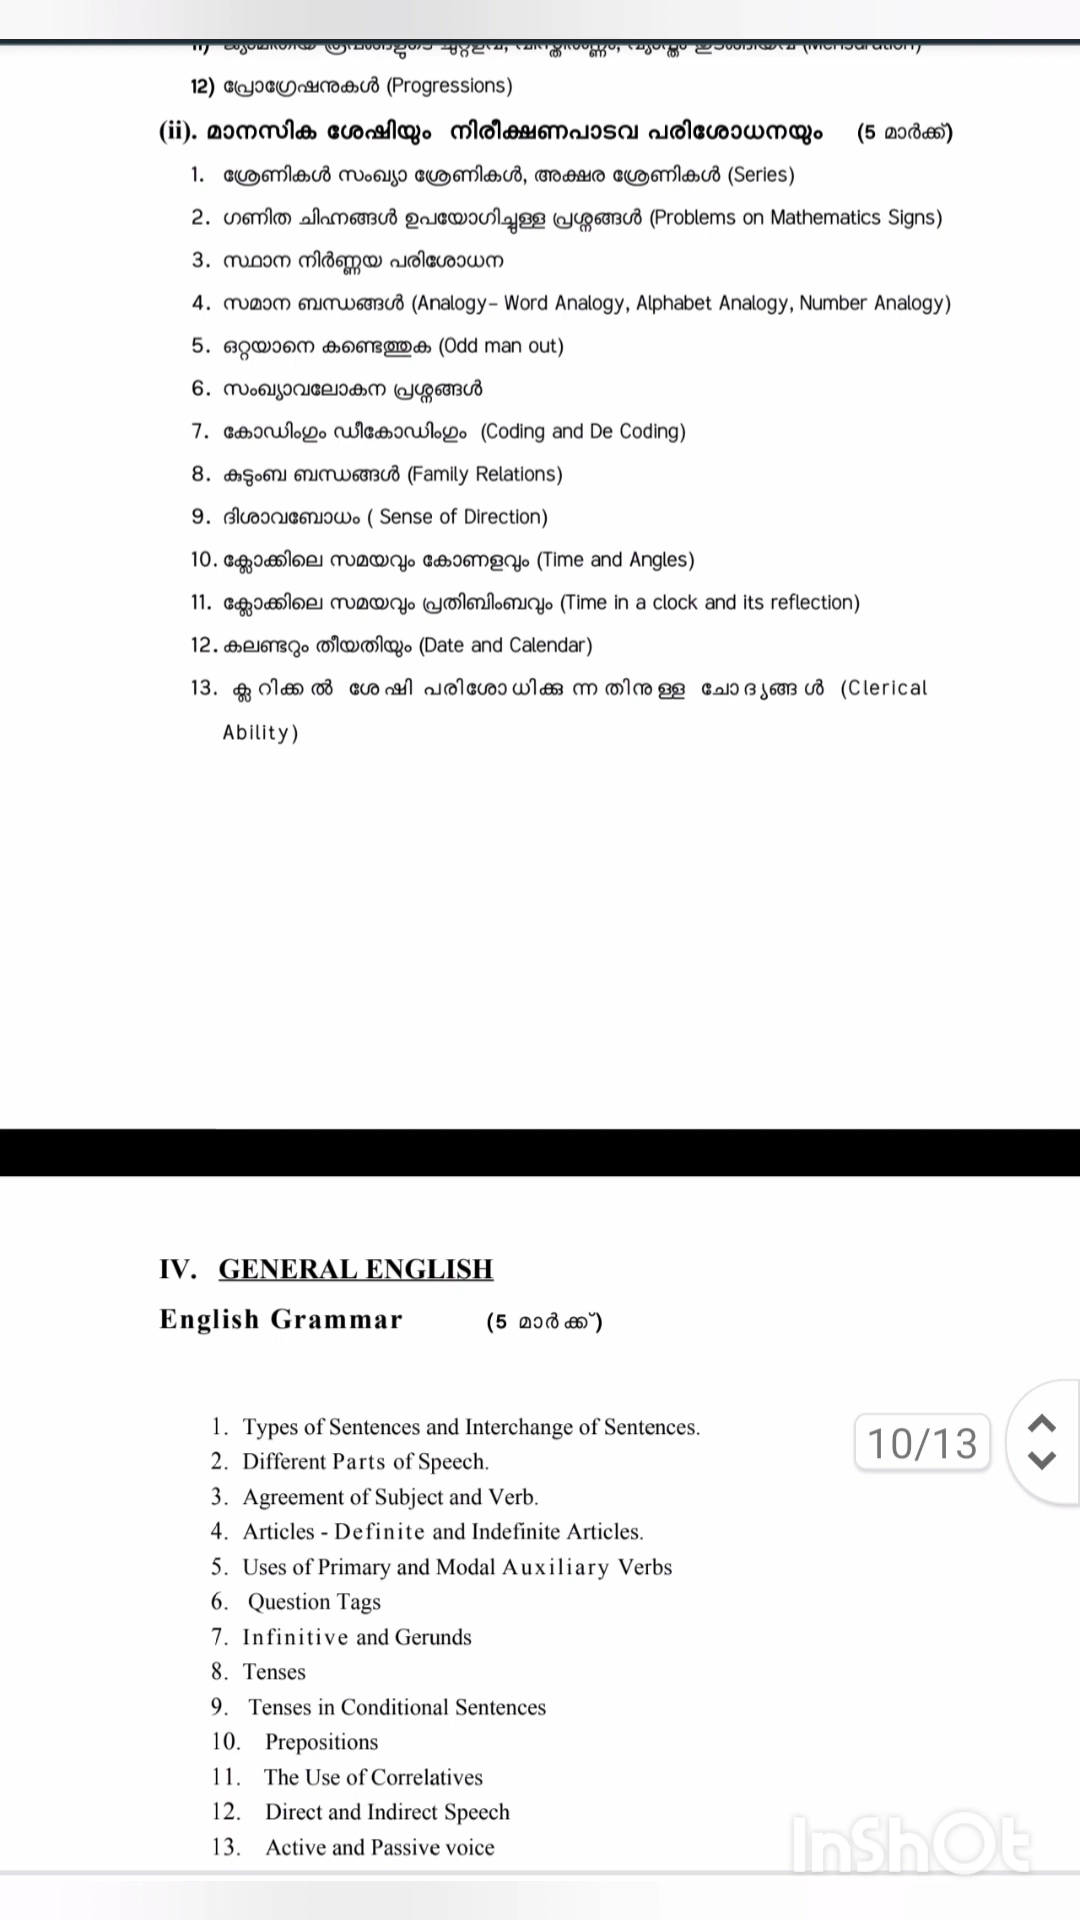 12) പ്രോഗ്രേഷനുകൾ (Progressions)
(ii). മാനസിക ശേഷിയും നിരീക്ഷണപാടവ പരിശോധനയും (5 മാർക്ക്)
1. ശ്രേണികൾ സംഖ്യാ ശ്രേണികൾ, അക്ഷര ശ്രേണികൾ (Series)
2. ഗണിത ചിഹ്നങ്ങൾ ഉപയോഗിച്ചുള്ള പ്രശ്നങ്ങൾ (Problems on Mathematics Signs)
3. സ്ഥാന നിർണ്ണയ പരിശോധന
4. സമാന ബന്ധങ്ങൾ (Analogy- Word Analogy, Alphabet Analogy, Number Analogy)
5. ഒറ്റയാനെ കണ്ടെത്തുക (Odd man out)
6. സംഖ്യാവലോകന പ്രശ്നങ്ങൾ
7. കോഡിംഗും ഡീകോഡിംഗും (Coding and De Coding)
8. കുടുംബ ബന്ധങ്ങൾ (Family Relations)
9. ദിശാവബോധം ( Sense of Direction)
10. ക്ലോക്കിലെ സമയവും കോണളവും (Time and Angles)
11. ക്ലോക്കിലെ സമയവും പ്രതിബിംബവും (Time in a clock and its reflection)
12. കലണ്ടറും തീയതിയും (Date and Calendar)
13. ക്ലറിക്കൽ ശേഷി പരിശോധിക്കുന്നതിനുള്ള ചോദ്യങ്ങൾ (Clerical
Ability)
IV. GENERAL ENGLISH
English Grammar (5 മാർക്ക്)
1. Types of Sentences and Interchange of Sentences.
10/13
2. Different Parts of Speech.
3. Agreement of Subject and Verb.
4. Articles - Definite and Indefinite Articles.
5. Uses of Primary and Modal Auxiliary Verbs
6. Question Tags
7. Infinitive and Gerunds
8. Tenses
9. Tenses in Conditional Sentences
10. Prepositions
11. The Use of Correlatives
12. Direct and Indirect Speech
13. Active and Passive voice
InShOt